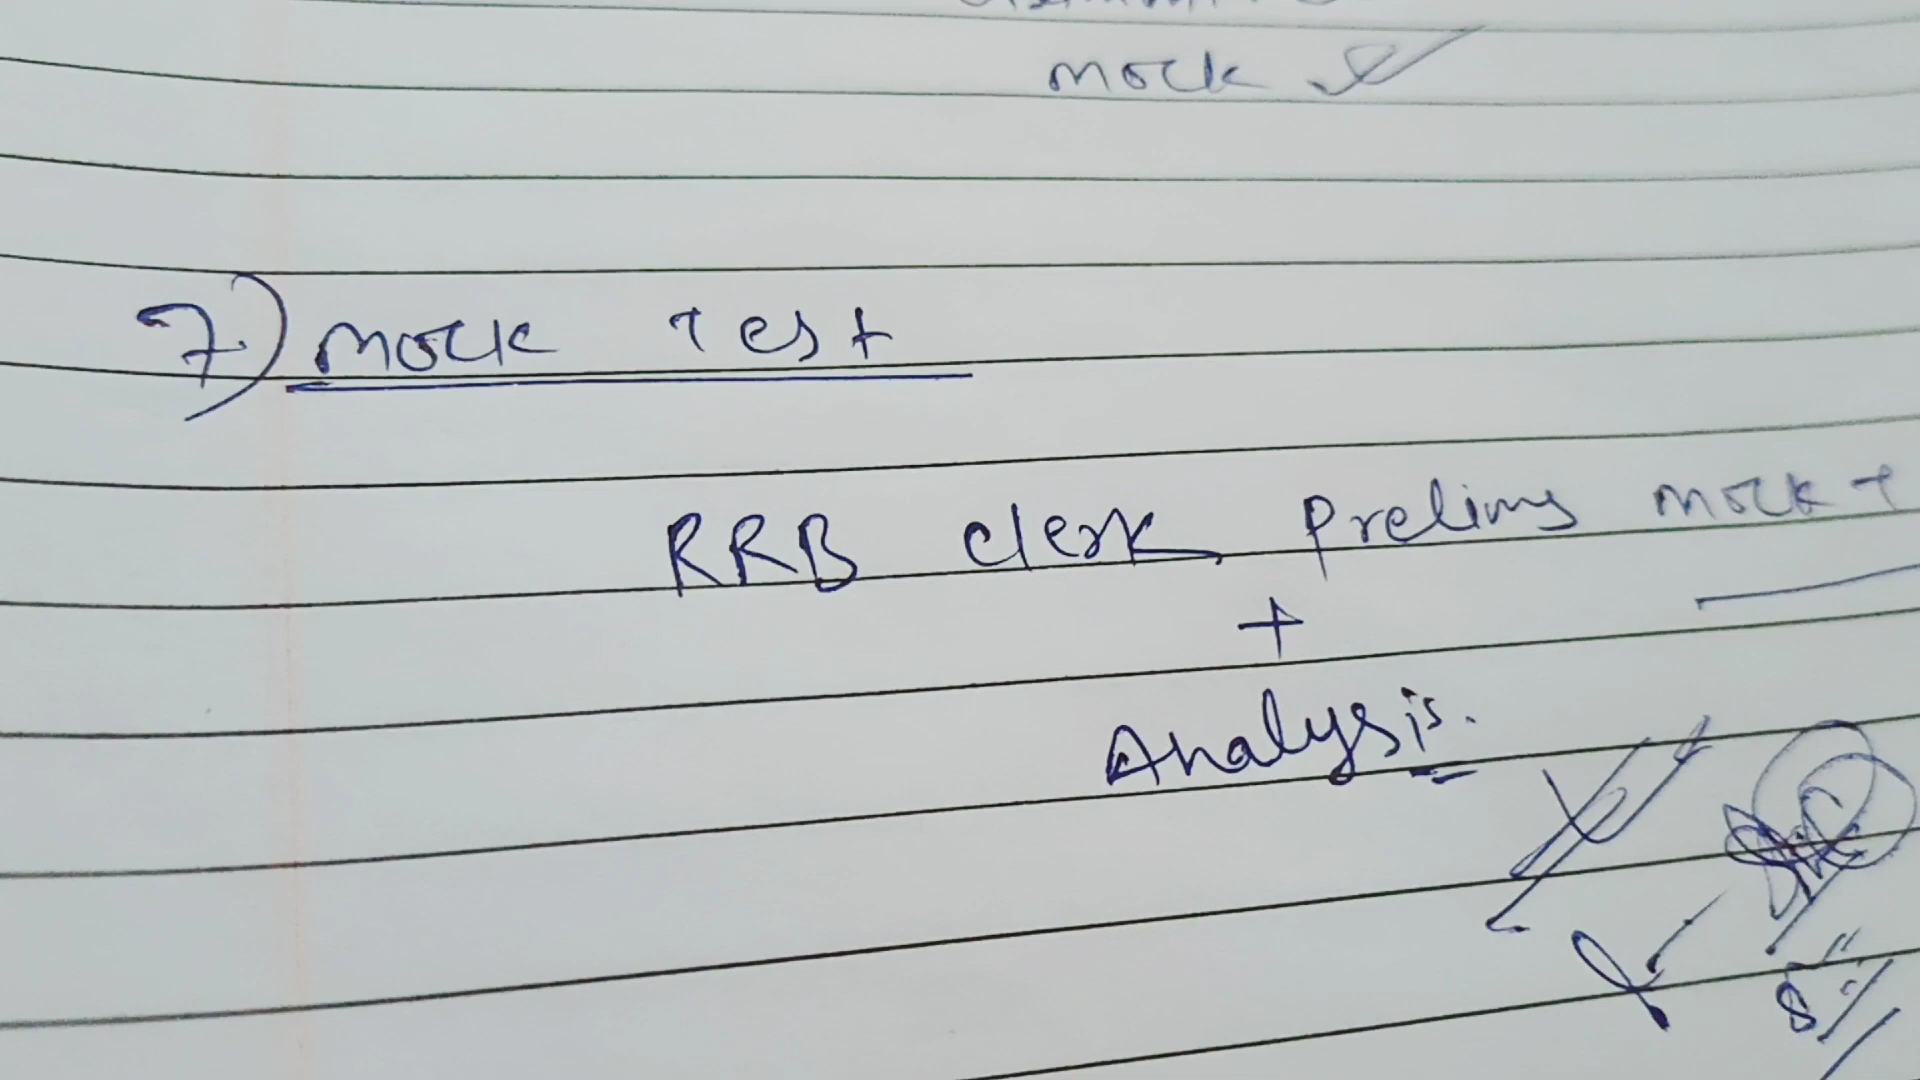 mock
7) mock Test
RRB clerk prelims mock T
+
Analysis.